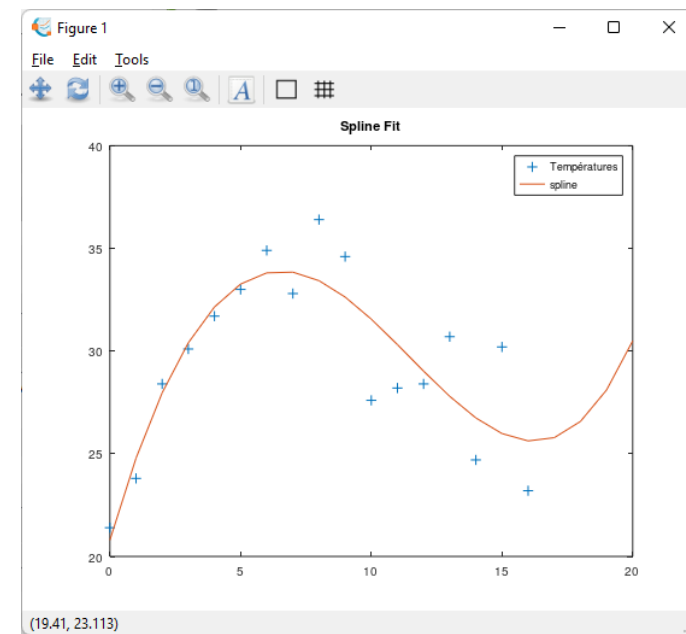 Figure 1
File Edit Tools
A
Spline Fit
Températures
spline
40
35
30
25
20
0 5 10 15 20
(19.41, 23.113)